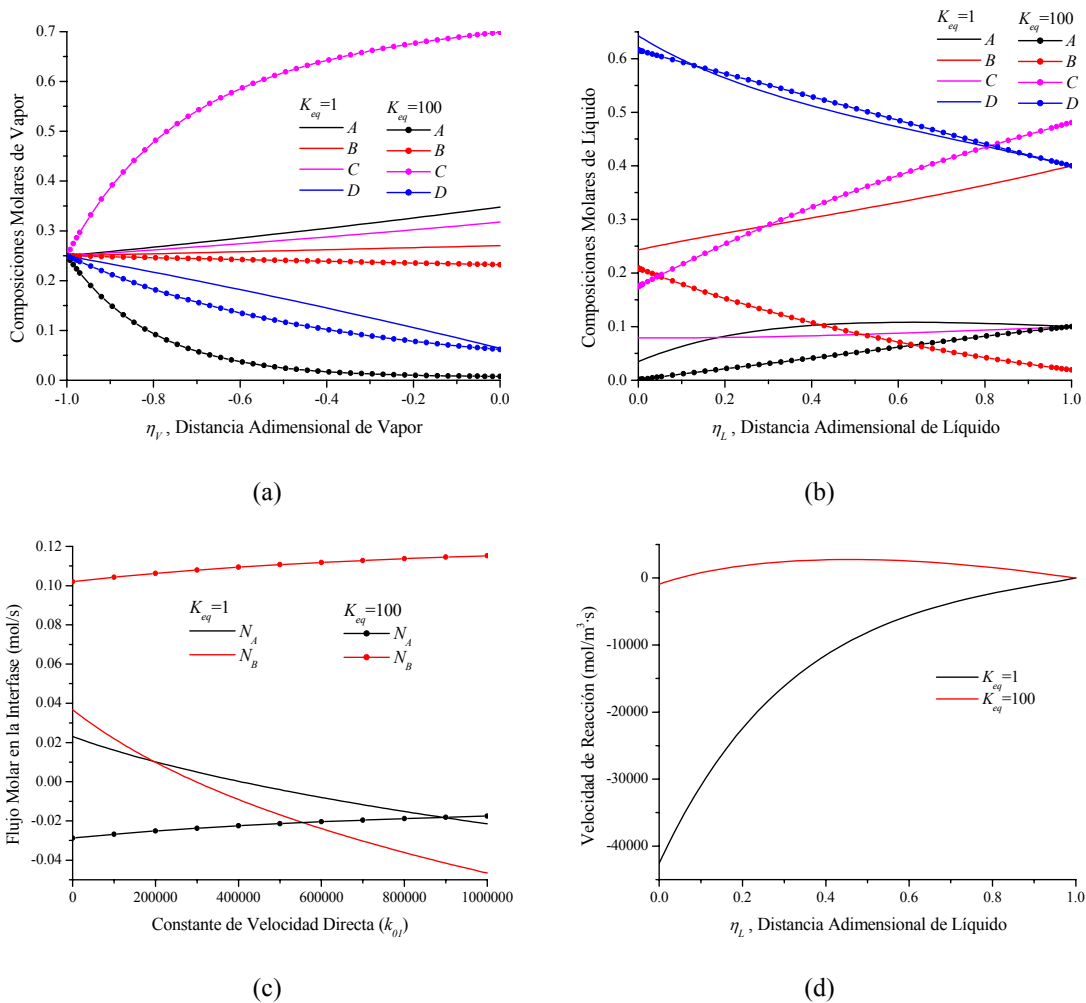 0.7
0.6
0.5
0.4
0.3
0.2
0.1
0.0
-1.0 -0.8 -0.6 -0.4 -0.2 0.0
Composiciones Molares de Vapor
η_V , Distancia Adimensional de Vapor
K_eq=1 K_eq=100
A A
B B
C C
D D
(a)
0.6
0.5
0.4
0.3
0.2
0.1
0.0
0.0 0.2 0.4 0.6 0.8 1.0
Composiciones Molares de Líquido
η_L , Distancia Adimensional de Líquido
K_eq=1 K_eq=100
A A
B B
C C
D D
(b)
0.12
0.10
0.08
0.06
0.04
0.02
0.00
-0.02
-0.04
0 200000 400000 600000 800000 1000000
Flujo Molar en la Interfase (mol/s)
Constante de Velocidad Directa (k_01)
K_eq=1 K_eq=100
N_A N_A
N_B N_B
(c)
0
-10000
-20000
-30000
-40000
0.0 0.2 0.4 0.6 0.8 1.0
Velocidad de Reacción (mol/m³·s)
η_L , Distancia Adimensional de Líquido
K_eq=1
K_eq=100
(d)